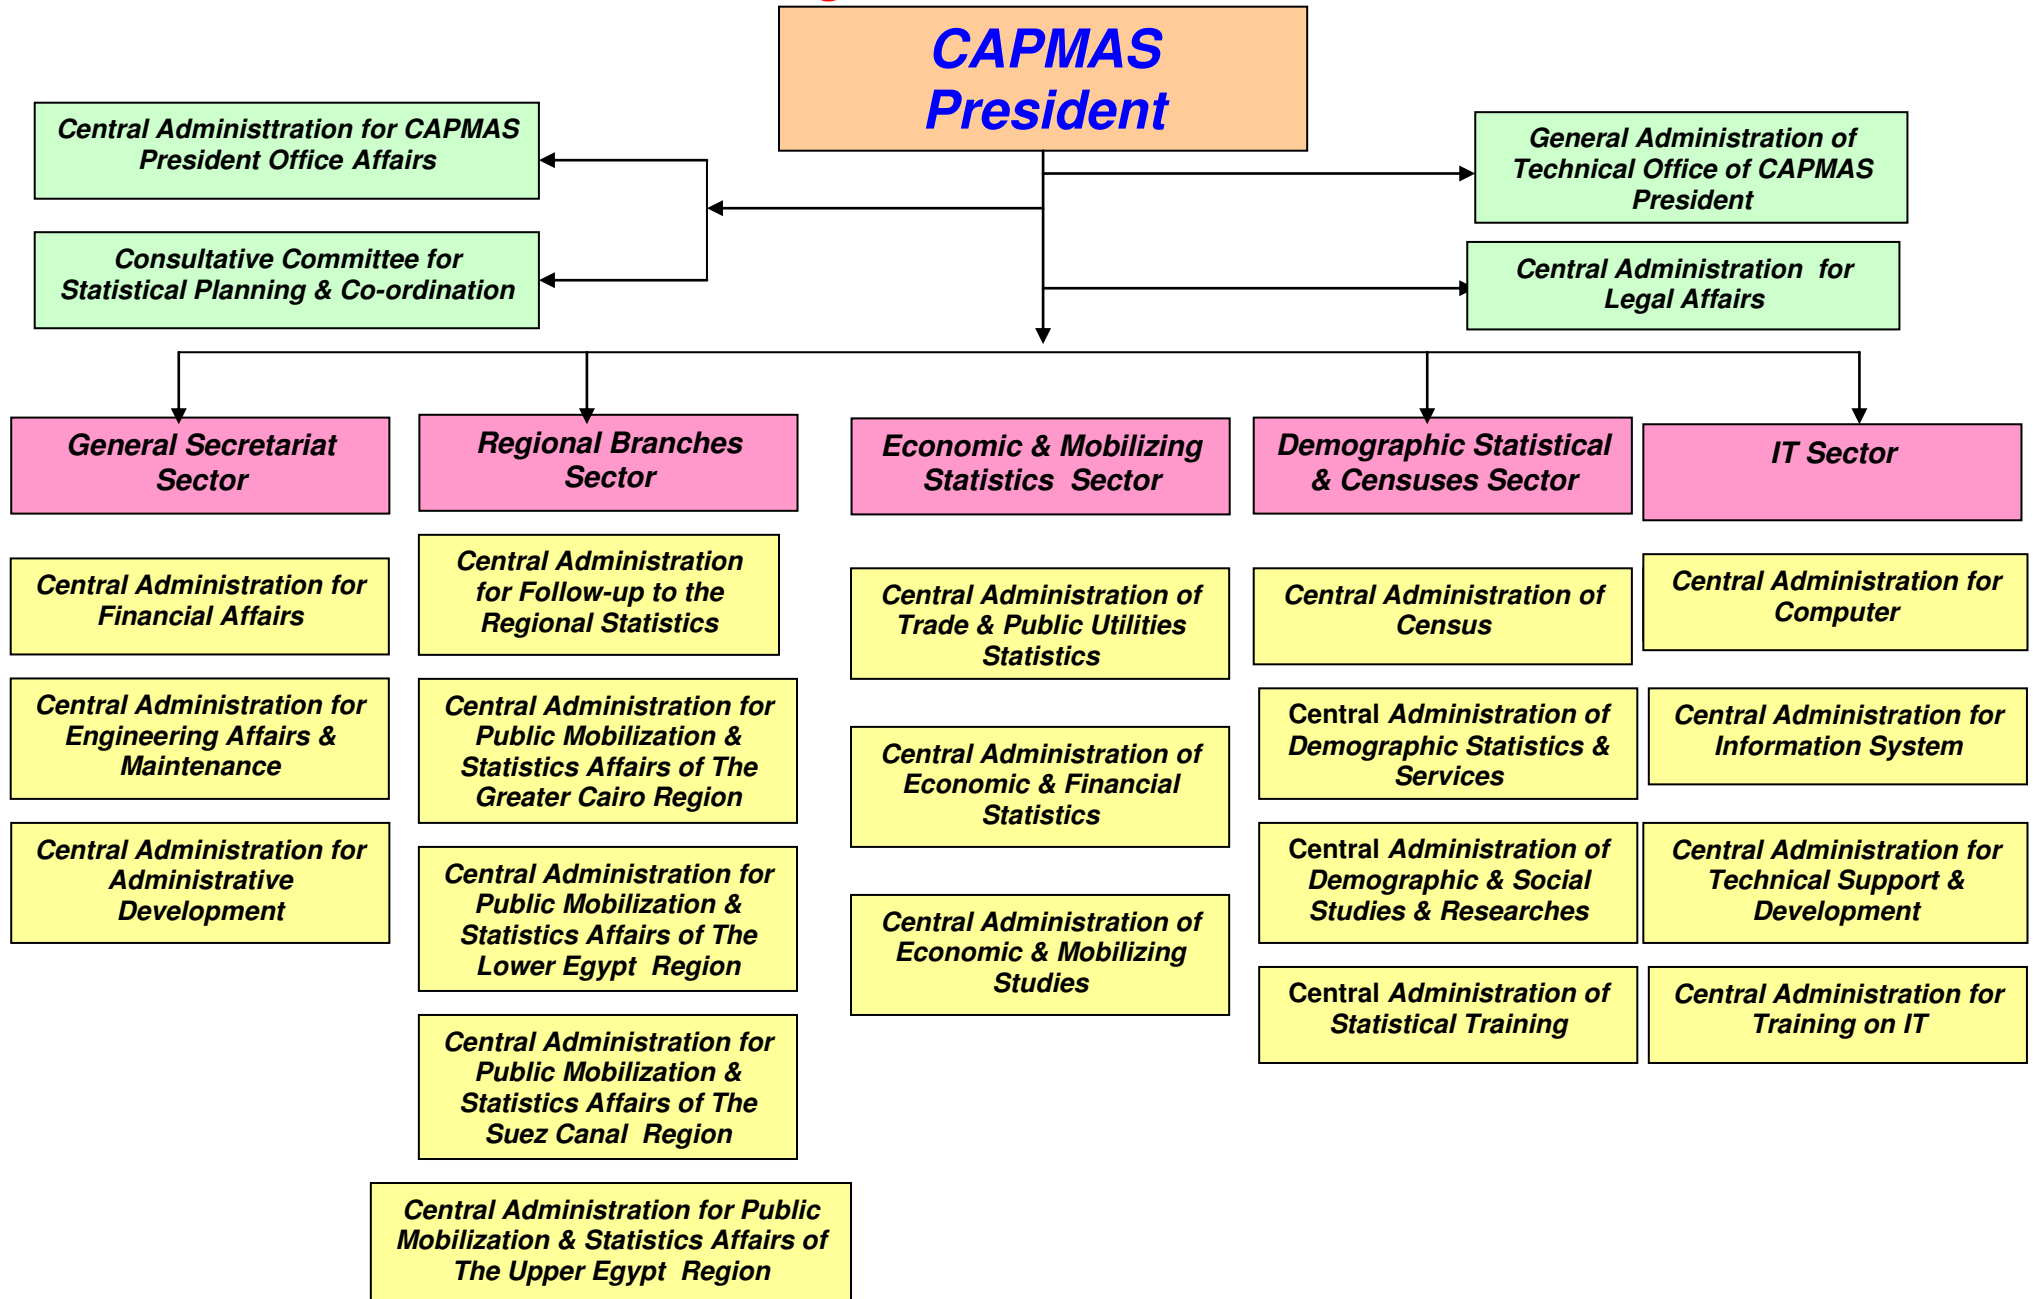 CAPMAS
President
Central Administtration for CAPMAS
President Office Affairs
General Administration of
Technical Office of CAPMAS
President
Consultative Committee for
Statistical Planning & Co-ordination
Central Administration for
Legal Affairs
General Secretariat
Sector
Regional Branches
Sector
Economic & Mobilizing
Statistics Sector
Demographic Statistical
& Censuses Sector
IT Sector
Central Administration for
Financial Affairs
Central Administration for
Engineering Affairs &
Maintenance
Central Administration for
Administrative
Development
Central Administration
for Follow-up to the
Regional Statistics
Central Administration for
Public Mobilization &
Statistics Affairs of The
Greater Cairo Region
Central Administration for
Public Mobilization &
Statistics Affairs of The
Lower Egypt Region
Central Administration for
Public Mobilization &
Statistics Affairs of The
Suez Canal Region
Central Administration for Public
Mobilization & Statistics Affairs of
The Upper Egypt Region
Central Administration of
Trade & Public Utilities
Statistics
Central Administration of
Economic & Financial
Statistics
Central Administration of
Economic & Mobilizing
Studies
Central Administration of
Census
Central Administration of
Demographic Statistics &
Services
Central Administration of
Demographic & Social
Studies & Researches
Central Administration of
Statistical Training
Central Administration for
Computer
Central Administration for
Information System
Central Administration for
Technical Support &
Development
Central Administration for
Training on IT